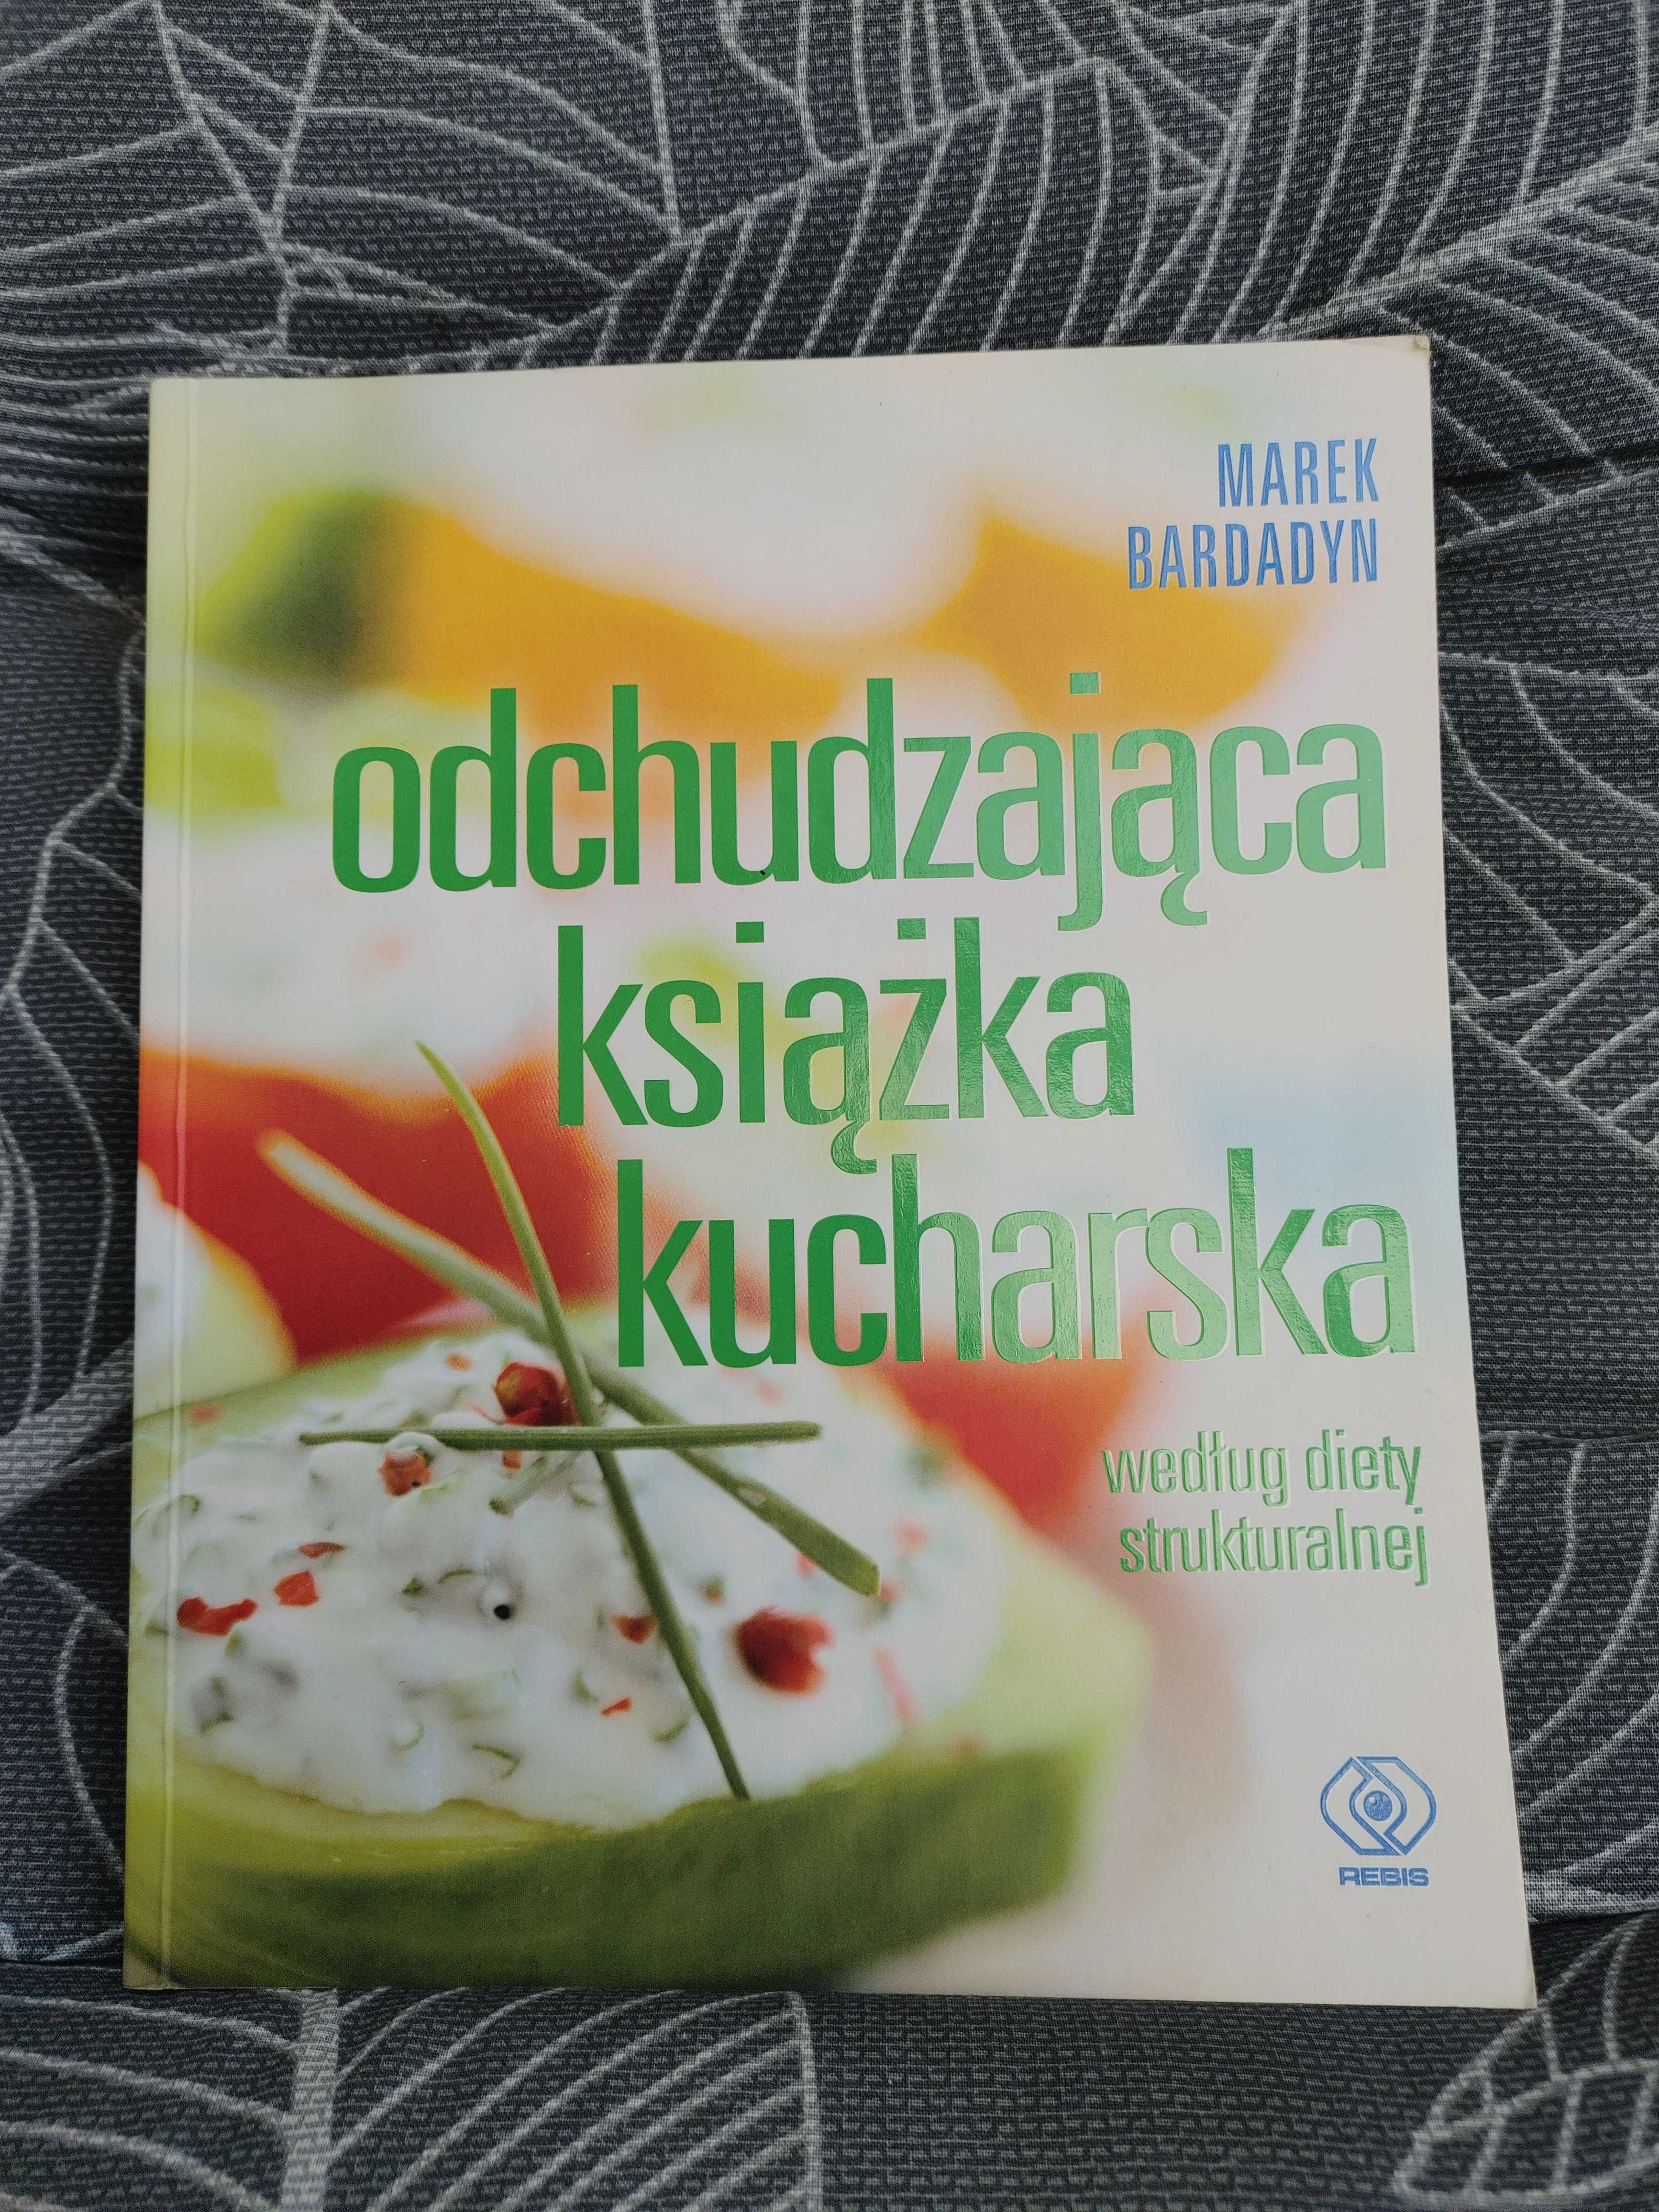 MAREK
BARDADYN
odchudzająca
książka
kucharska
według diety
strukturalnej
REBIS